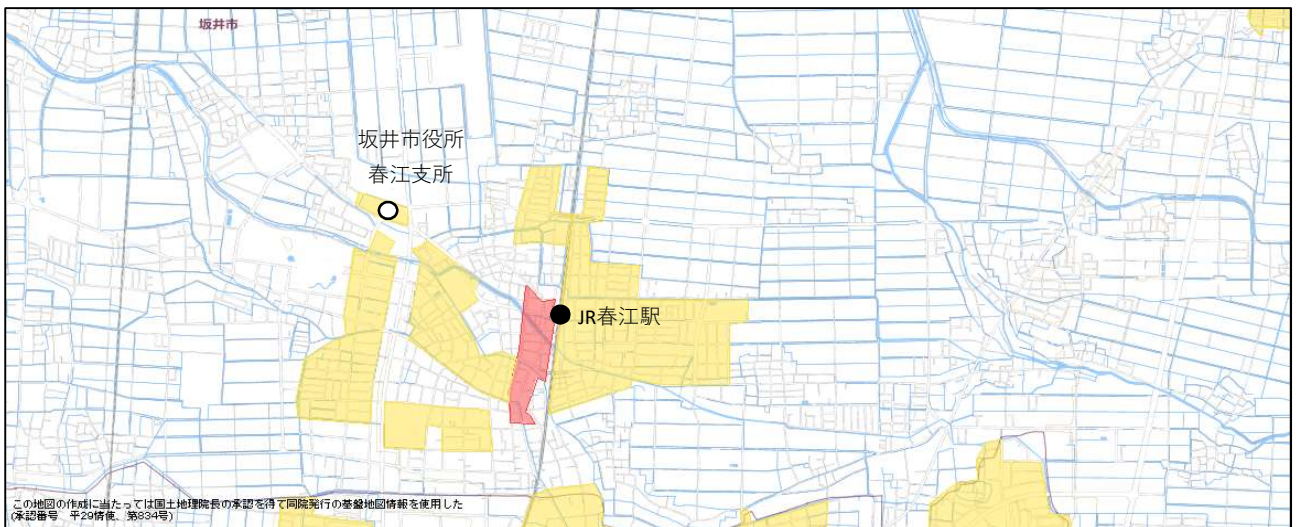 坂井市
坂井市役所
春江支所
JR春江駅
この地図の作成に当たっては国土地理院長の承認を得て同院発行の基盤地図情報を使用した
(承認番号 平29情使、第834号)